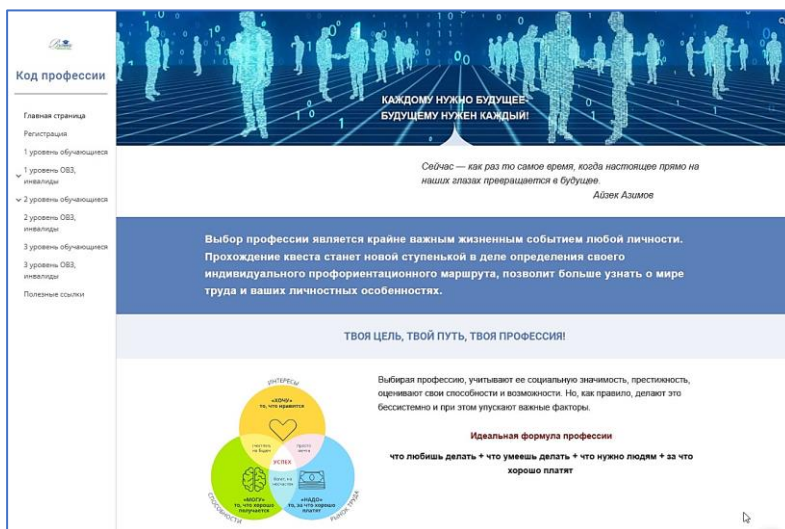 Код профессии
Главная страница
Регистрация
1 уровень обучающиеся
1 уровень ОВЗ,
инвалиды
2 уровень обучающиеся
2 уровень ОВЗ,
инвалиды
3 уровень обучающиеся
3 уровень ОВЗ,
инвалиды
Полезные ссылки
КАЖДОМУ НУЖНО БУДУЩЕЕ-
БУДУЩЕМУ НУЖЕН КАЖДЫЙ!
Сейчас — как раз то самое время, когда настоящее прямо на
наших глазах превращается в будущее.
Айзек Азимов
Выбор профессии является крайне важным жизненным событием любой личности.
Прохождение квеста станет новой ступенькой в деле определения своего
индивидуального профориентационного маршрута, позволит больше узнать о мире
труда и ваших личностных особенностях.
ТВОЯ ЦЕЛЬ, ТВОЙ ПУТЬ, ТВОЯ ПРОФЕССИЯ!
ИНТЕРЕСЫ
«ХОЧУ»
то, что нравится
УСПЕХ
«МОГУ»
то, что хорошо
получается
«НАДО»
то, за что хорошо
платят
СПОСОБНОСТИ
РЫНОК ТРУДА
Выбирая профессию, учитывают ее социальную значимость, престижность,
оценивают свои способности и возможности. Но, как правило, делают это
бессистемно и при этом упускают важные факторы.
Идеальная формула профессии
что любишь делать + что умеешь делать + что нужно людям + за что
хорошо платят